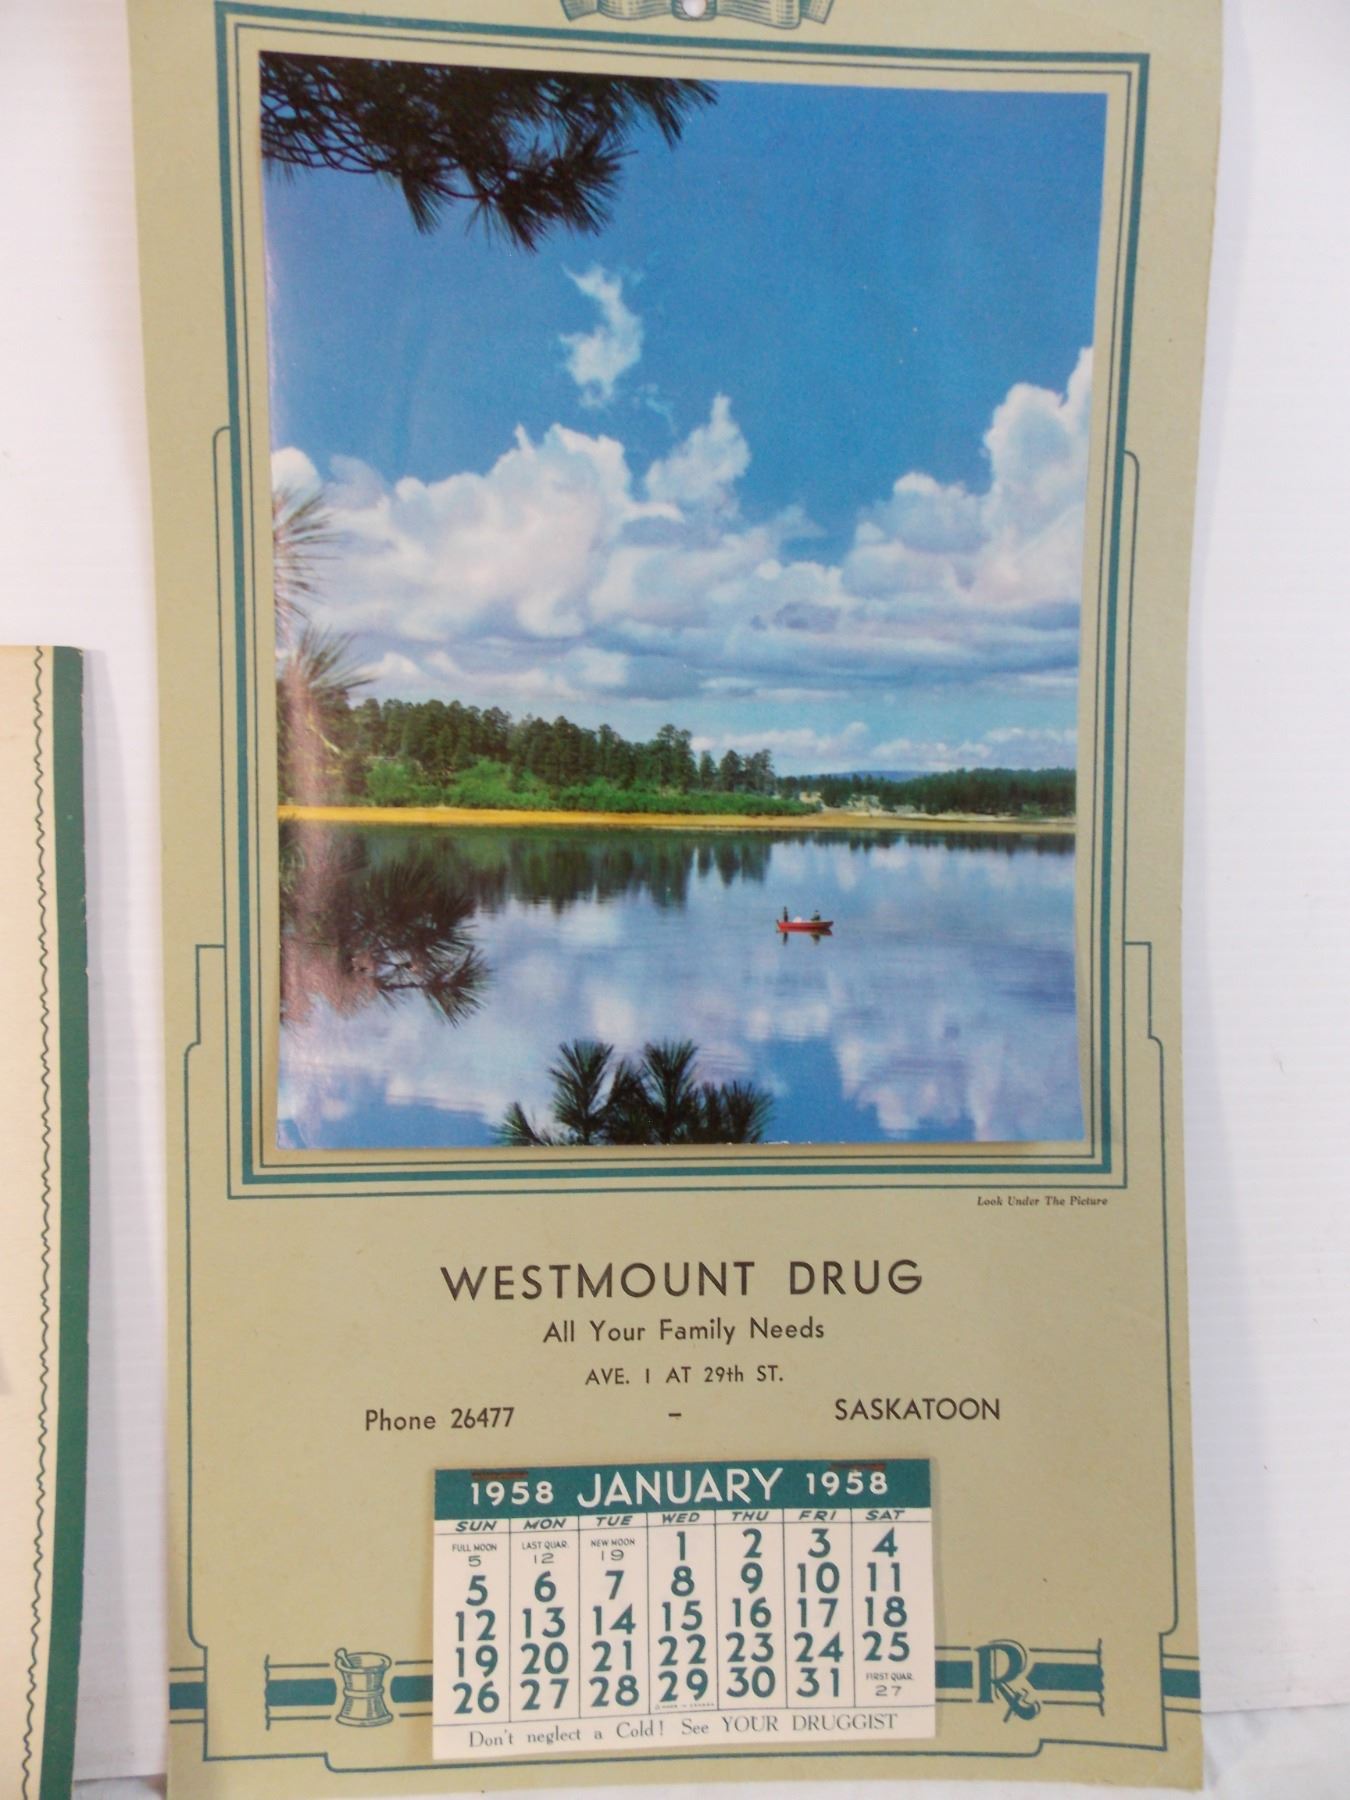 Look Under The Picture
WESTMOUNT DRUG
All Your Family Needs
AVE. I AT 29th ST.
Phone 26477 – SASKATOON
1958 JANUARY 1958
SUN MON TUE WED THU FRI SAT
FULL MOON 5 LAST QUAR. 12 NEW MOON 19 1 2 3 4
5 6 7 8 9 10 11
12 13 14 15 16 17 18
19 20 21 22 23 24 25
26 27 28 29 30 31 FIRST QUAR. 27
MADE IN CANADA
Don't neglect a Cold! See YOUR DRUGGIST
Rx